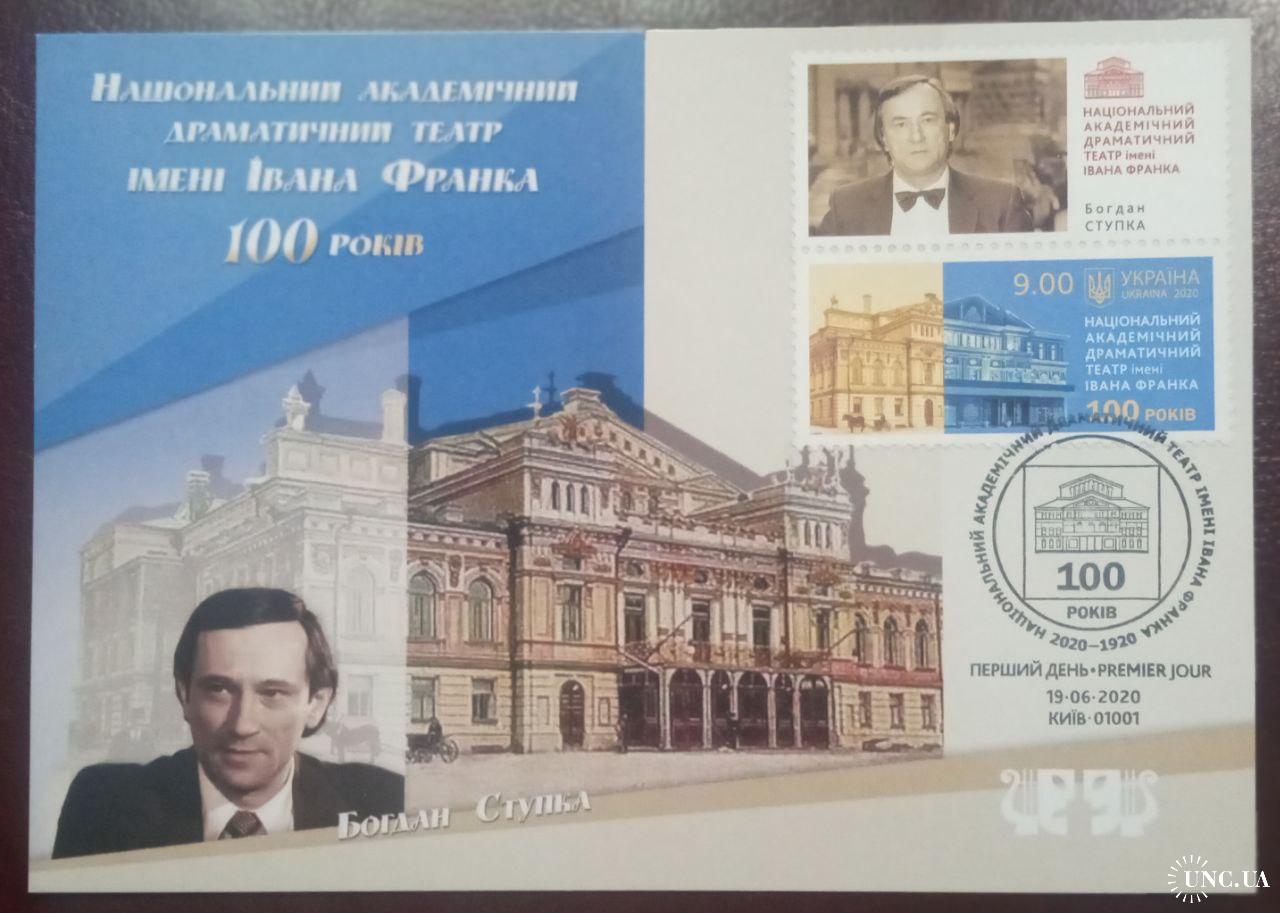 Національний академічний
драматичний театр
імені Івана Франка
100 років
НАЦІОНАЛЬНИЙ
АКАДЕМІЧНИЙ
ДРАМАТИЧНИЙ
ТЕАТР імені
ІВАНА ФРАНКА
Богдан
СТУПКА
9.00
УКРАЇНА
UKRAINA 2020
НАЦІОНАЛЬНИЙ
АКАДЕМІЧНИЙ
ДРАМАТИЧНИЙ
ТЕАТР імені
ІВАНА ФРАНКА
100 РОКІВ
НАЦІОНАЛЬНИЙ АКАДЕМІЧНИЙ ДРАМАТИЧНИЙ ТЕАТР ІМЕНІ ІВАНА ФРАНКА
2020–1920
100
РОКІВ
ПЕРШИЙ ДЕНЬ • PREMIER JOUR
19·06·2020
КИЇВ·01001
Богдан Ступка
UNC.UA